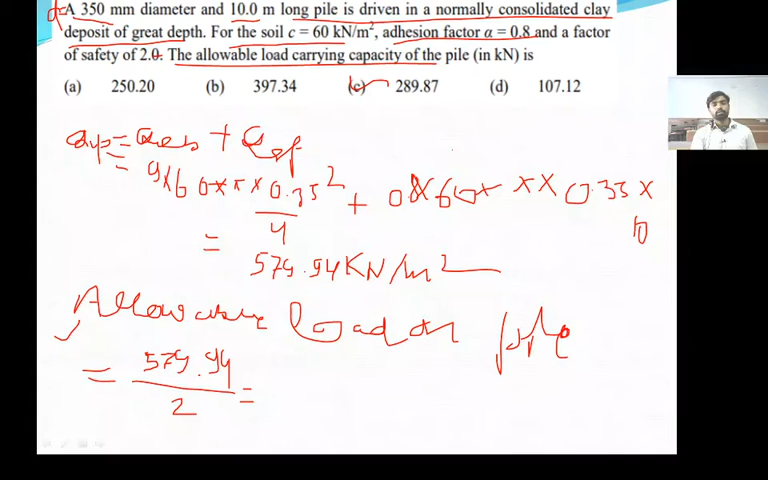 A 350 mm diameter and 10.0 m long pile is driven in a normally consolidated clay
deposit of great depth. For the soil c = 60 kN/m², adhesion factor α = 0.8 and a factor
of safety of 2.0. The allowable load carrying capacity of the pile (in kN) is
(a) 250.20 (b) 397.34 (c) 289.87 (d) 107.12
= 9×60×π×0.35²/4 + 0.8×60×π×0.35×10
= 579.94 KN/m²
Allowable load on pile
= 579.94/2 =